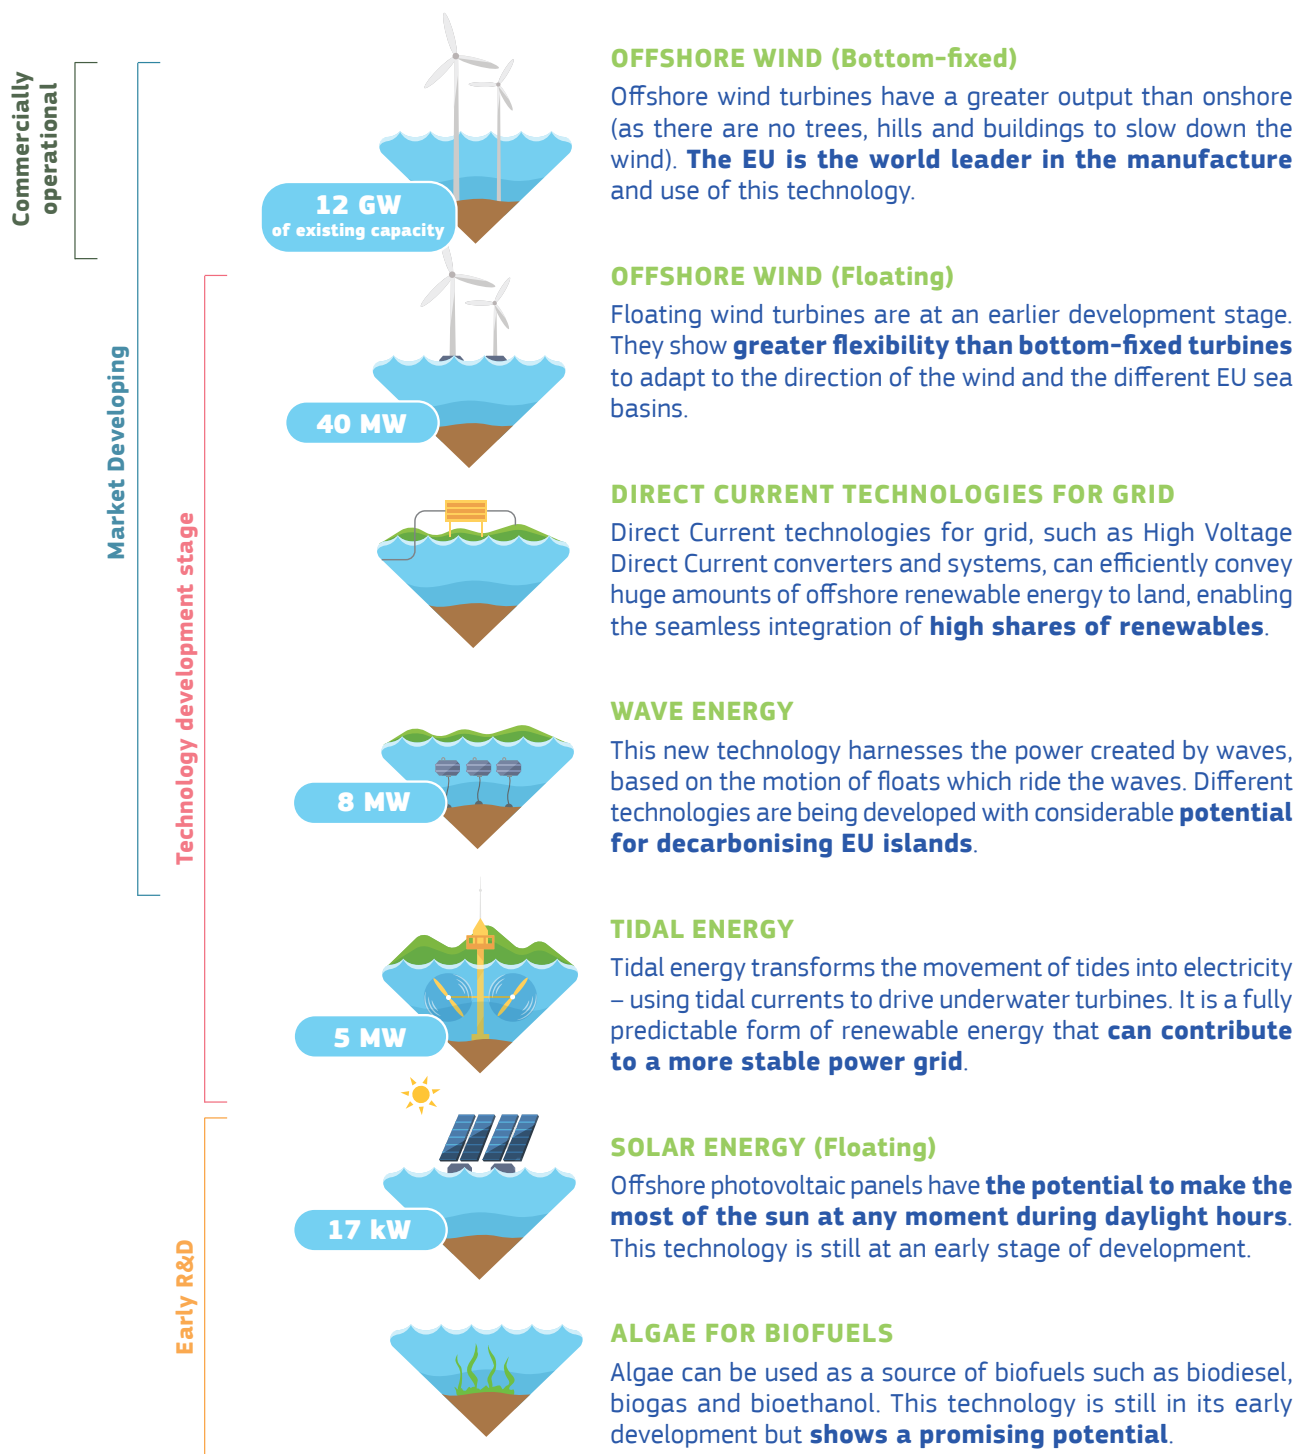 Commercially
operational
Market Developing
Technology development stage
Early R&D
OFFSHORE WIND (Bottom-fixed)
Offshore wind turbines have a greater output than onshore
(as there are no trees, hills and buildings to slow down the
wind). The EU is the world leader in the manufacture
and use of this technology.
12 GW
of existing capacity
OFFSHORE WIND (Floating)
Floating wind turbines are at an earlier development stage.
They show greater flexibility than bottom-fixed turbines
to adapt to the direction of the wind and the different EU sea
basins.
40 MW
DIRECT CURRENT TECHNOLOGIES FOR GRID
Direct Current technologies for grid, such as High Voltage
Direct Current converters and systems, can efficiently convey
huge amounts of offshore renewable energy to land, enabling
the seamless integration of high shares of renewables.
WAVE ENERGY
This new technology harnesses the power created by waves,
based on the motion of floats which ride the waves. Different
technologies are being developed with considerable potential
for decarbonising EU islands.
8 MW
TIDAL ENERGY
Tidal energy transforms the movement of tides into electricity
– using tidal currents to drive underwater turbines. It is a fully
predictable form of renewable energy that can contribute
to a more stable power grid.
5 MW
SOLAR ENERGY (Floating)
Offshore photovoltaic panels have the potential to make the
most of the sun at any moment during daylight hours.
This technology is still at an early stage of development.
17 kW
ALGAE FOR BIOFUELS
Algae can be used as a source of biofuels such as biodiesel,
biogas and bioethanol. This technology is still in its early
development but shows a promising potential.